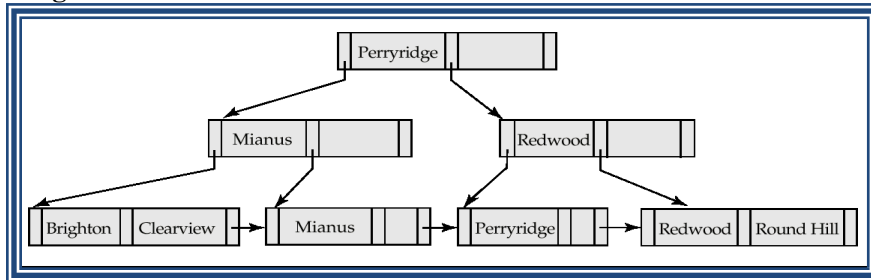 Perryridge
Mianus Redwood
Brighton Clearview Mianus Perryridge Redwood Round Hill